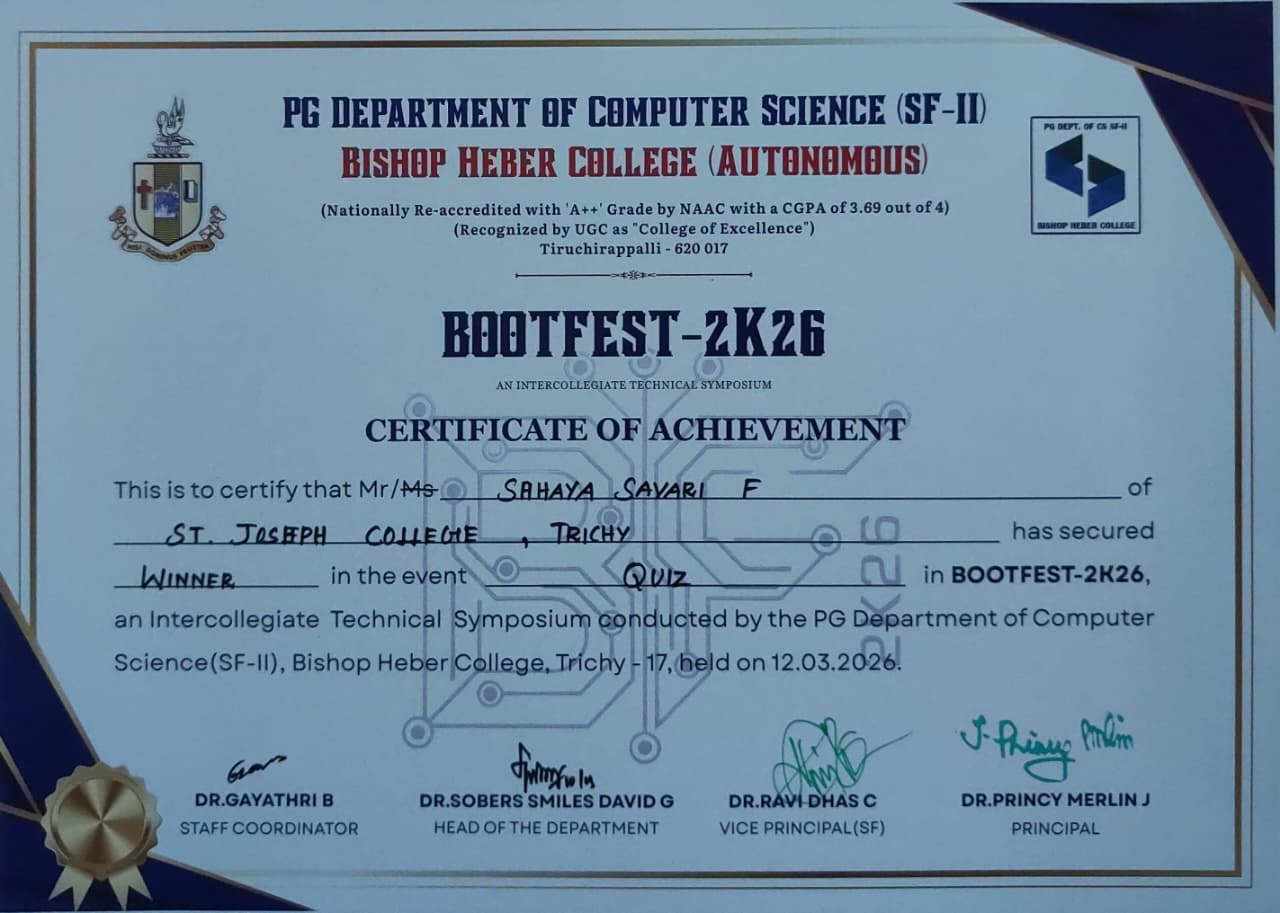 PG DEPARTMENT OF COMPUTER SCIENCE (SF-II)
BISHOP HEBER COLLEGE (AUTONOMOUS)
(Nationally Re-accredited with 'A++' Grade by NAAC with a CGPA of 3.69 out of 4)
(Recognized by UGC as "College of Excellence")
Tiruchirappalli - 620 017
PG DEPT. OF CS SF-II
BISHOP HEBER COLLEGE
NISI DOMINUS FRUSTRA
BOOTFEST-2K26
AN INTERCOLLEGIATE TECHNICAL SYMPOSIUM
CERTIFICATE OF ACHIEVEMENT
This is to certify that Mr/Ms SAHAYA SAVARI F of
ST. JOSEPH COLLEGE , TRICHY has secured
WINNER in the event QUIZ in BOOTFEST-2K26,
an Intercollegiate Technical Symposium conducted by the PG Department of Computer
Science(SF-II), Bishop Heber College, Trichy - 17, held on 12.03.2026.
2K26
J. Princy Merlin
DR.GAYATHRI B DR.SOBERS SMILES DAVID G DR.RAVI DHAS C DR.PRINCY MERLIN J
STAFF COORDINATOR HEAD OF THE DEPARTMENT VICE PRINCIPAL(SF) PRINCIPAL